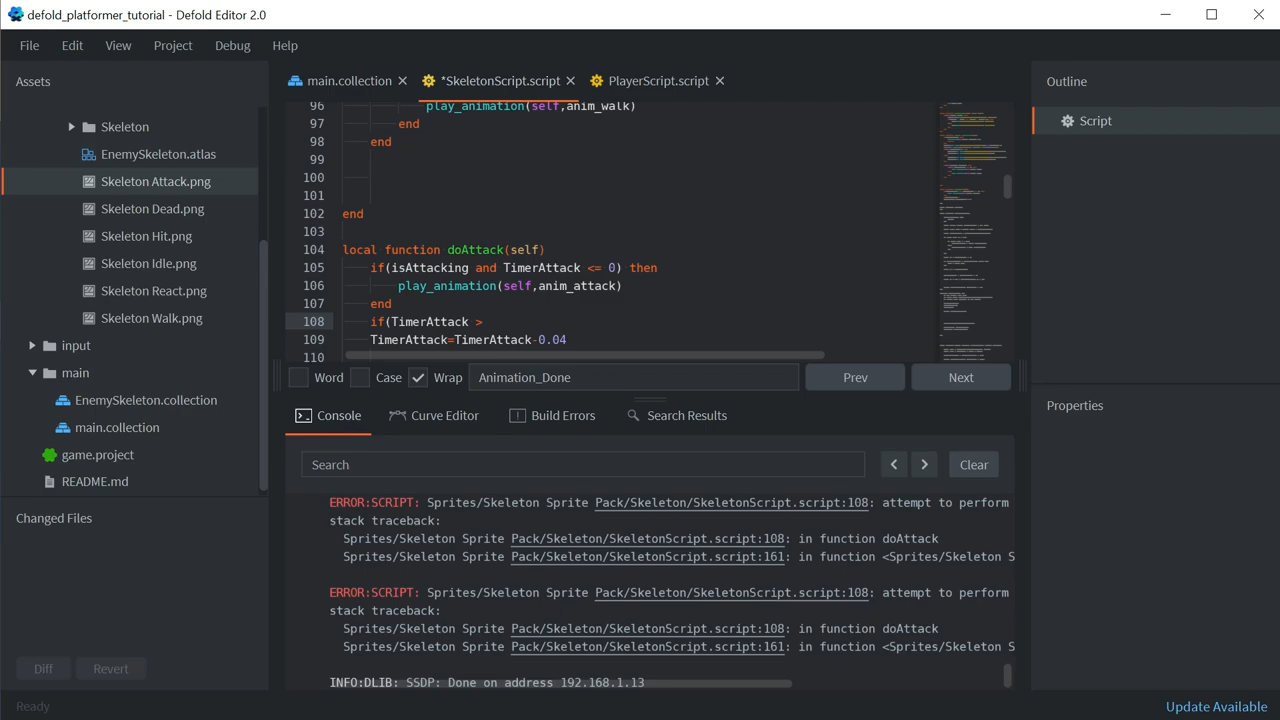 defold_platformer_tutorial - Defold Editor 2.0
File Edit View Project Debug Help
Assets
Skeleton
EnemySkeleton.atlas
Skeleton Attack.png
Skeleton Dead.png
Skeleton Hit.png
Skeleton Idle.png
Skeleton React.png
Skeleton Walk.png
input
main
EnemySkeleton.collection
main.collection
game.project
README.md
Changed Files
Diff Revert
Ready
main.collection *SkeletonScript.script PlayerScript.script
96 play_animation(self,anim_walk)
97 end
98 end
99
100
101
102 end
103
104 local function doAttack(self)
105 if(isAttacking and TimerAttack <= 0) then
106 play_animation(self,anim_attack)
107 end
108 if(TimerAttack >
109 TimerAttack=TimerAttack-0.04
110
Word Case Wrap Animation_Done Prev Next
Console Curve Editor Build Errors Search Results
Search Clear
ERROR:SCRIPT: Sprites/Skeleton Sprite Pack/Skeleton/SkeletonScript.script:108: attempt to perform
stack traceback:
Sprites/Skeleton Sprite Pack/Skeleton/SkeletonScript.script:108: in function doAttack
Sprites/Skeleton Sprite Pack/Skeleton/SkeletonScript.script:161: in function <Sprites/Skeleton S
ERROR:SCRIPT: Sprites/Skeleton Sprite Pack/Skeleton/SkeletonScript.script:108: attempt to perform
stack traceback:
Sprites/Skeleton Sprite Pack/Skeleton/SkeletonScript.script:108: in function doAttack
Sprites/Skeleton Sprite Pack/Skeleton/SkeletonScript.script:161: in function <Sprites/Skeleton S
INFO:DLIB: SSDP: Done on address 192.168.1.13
Outline
Script
Properties
Update Available